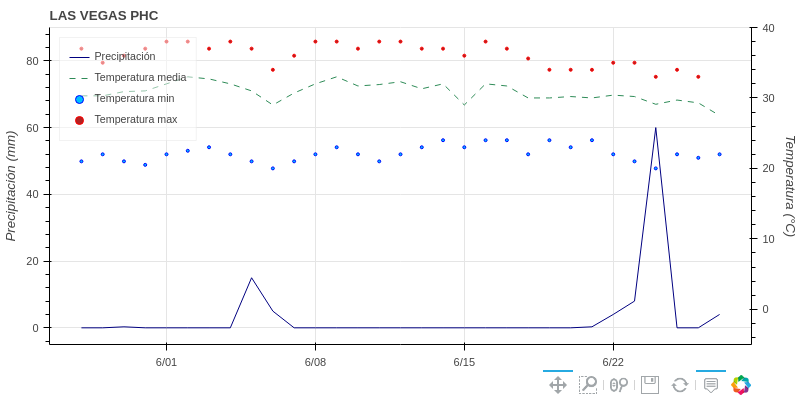 LAS VEGAS PHC
Precipitación
Temperatura media
Temperatura min
Temperatura max
Precipitación (mm)
80
60
40
20
0
40
30
20
10
0
Temperatura (°C)
6/01
6/08
6/15
6/22